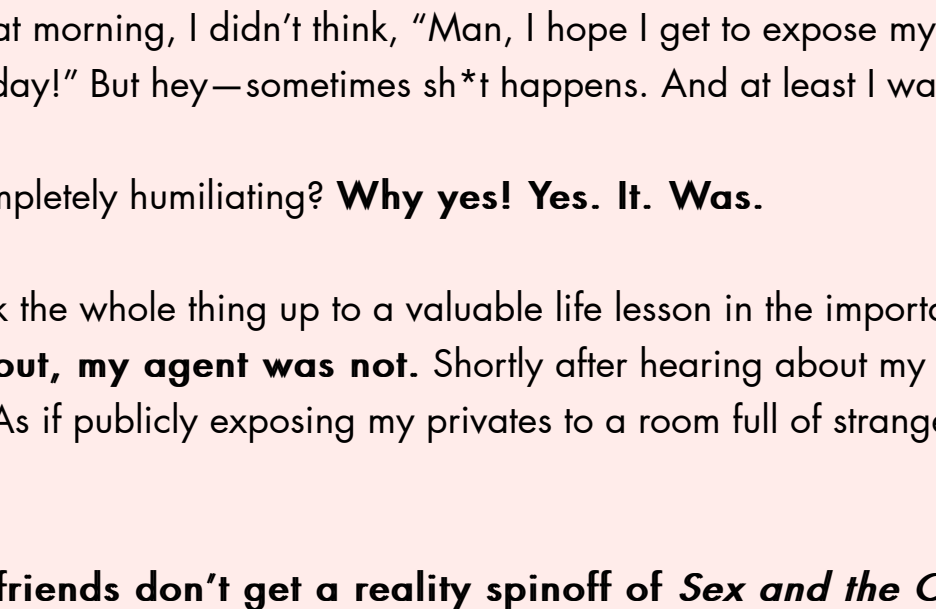 at morning, I didn’t think, “Man, I hope I get to expose my
day!” But hey—sometimes sh*t happens. And at least I wa
mpletely humiliating? Why yes! Yes. It. Was.
k the whole thing up to a valuable life lesson in the importa
out, my agent was not. Shortly after hearing about my
As if publicly exposing my privates to a room full of strange
friends don’t get a reality spinoff of Sex and the C